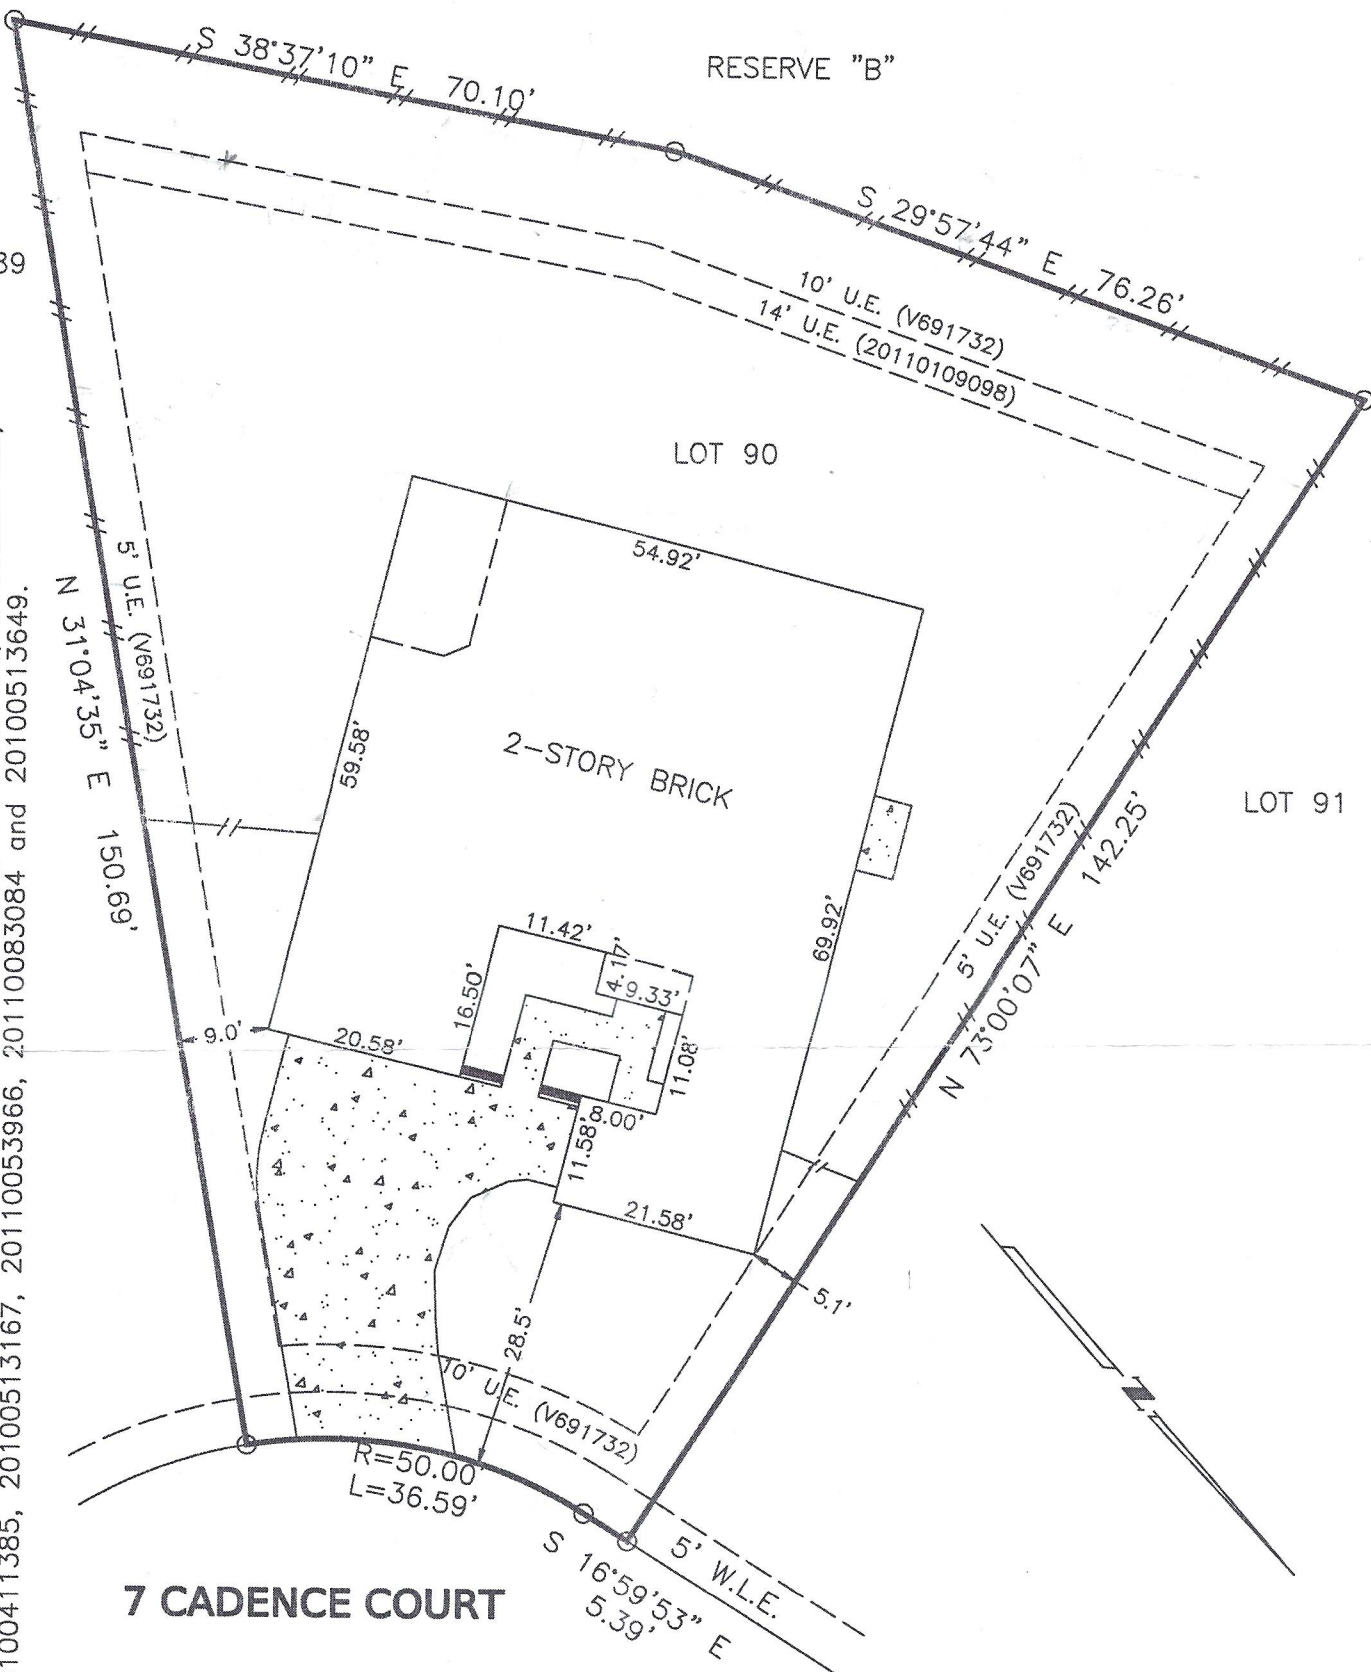 S 38°37'10" E 70.10'
RESERVE "B"
S 29°57'44" E 76.26'
39
10' U.E. (V691732)
14' U.E. (20110109098)
LOT 90
54.92'
5' U.E. (V691732)
N 31°04'35" E 150.69'
59.58'
2-STORY BRICK
LOT 91
5' U.E. (V691732)
N 73°00'07" E 142.25'
69.92'
11.42'
4.17'
9.33'
16.50'
11.08'
9.0'
20.58'
8.00'
11.58'
21.58'
5.1'
28.5'
10' U.E. (V691732)
R=50.00'
L=36.59'
S 16°59'53" E
5.39'
5' W.L.E.
N
7 CADENCE COURT
100411385, 20100513167, 20110053966, 20110083084 and 20100513649.